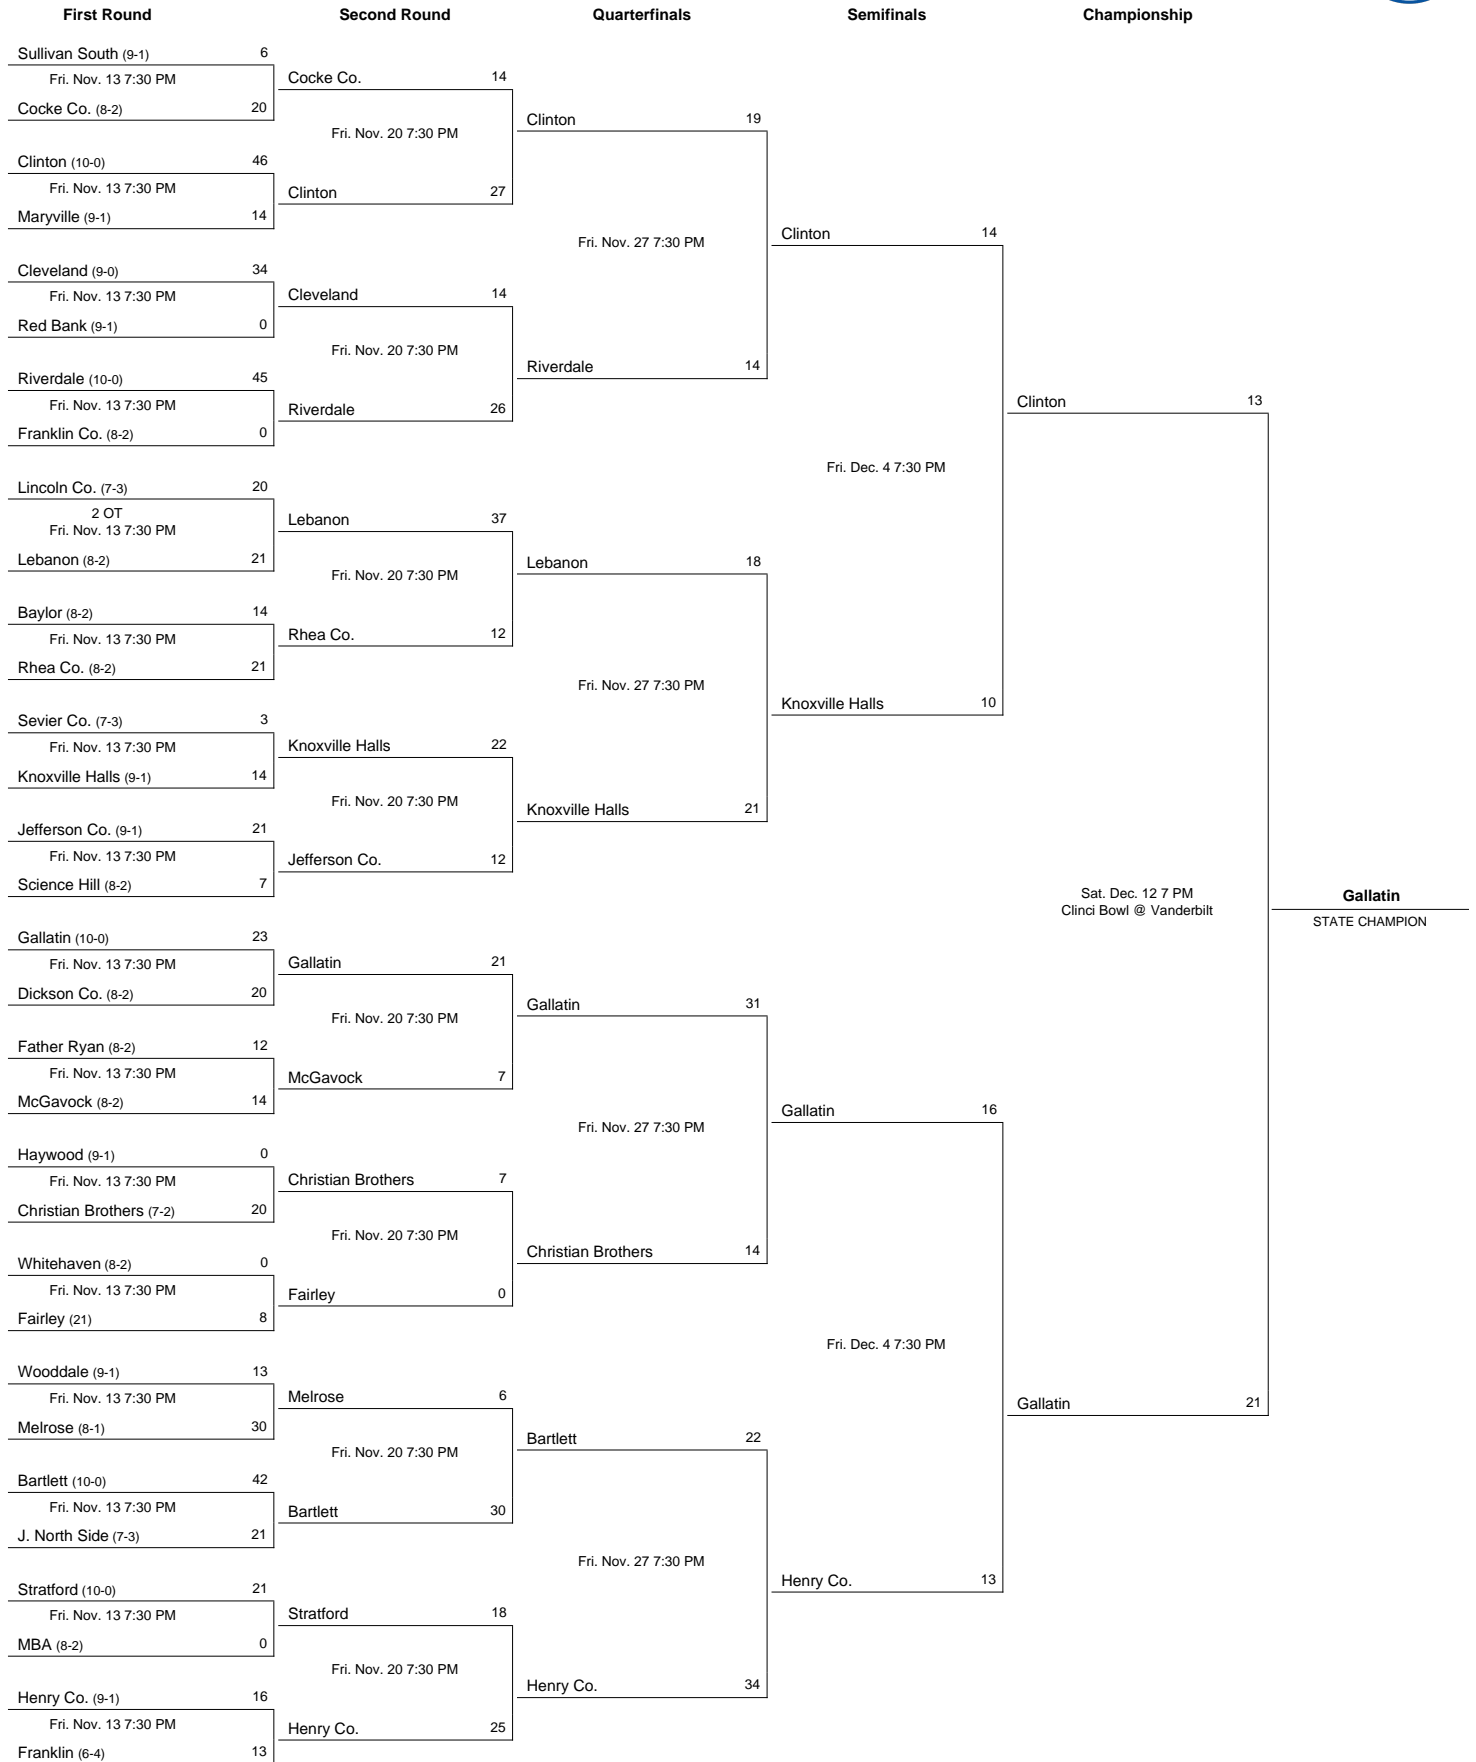 First Round
Second Round
Quarterfinals
Semifinals
Championship
Sullivan South (9-1) 6
Fri. Nov. 13 7:30 PM
Cocke Co. (8-2) 20
Clinton (10-0) 46
Fri. Nov. 13 7:30 PM
Maryville (9-1) 14
Cleveland (9-0) 34
Fri. Nov. 13 7:30 PM
Red Bank (9-1) 0
Riverdale (10-0) 45
Fri. Nov. 13 7:30 PM
Franklin Co. (8-2) 0
Lincoln Co. (7-3) 20
2 OT
Fri. Nov. 13 7:30 PM
Lebanon (8-2) 21
Baylor (8-2) 14
Fri. Nov. 13 7:30 PM
Rhea Co. (8-2) 21
Sevier Co. (7-3) 3
Fri. Nov. 13 7:30 PM
Knoxville Halls (9-1) 14
Jefferson Co. (9-1) 21
Fri. Nov. 13 7:30 PM
Science Hill (8-2) 7
Gallatin (10-0) 23
Fri. Nov. 13 7:30 PM
Dickson Co. (8-2) 20
Father Ryan (8-2) 12
Fri. Nov. 13 7:30 PM
McGavock (8-2) 14
Haywood (9-1) 0
Fri. Nov. 13 7:30 PM
Christian Brothers (7-2) 20
Whitehaven (8-2) 0
Fri. Nov. 13 7:30 PM
Fairley (21) 8
Wooddale (9-1) 13
Fri. Nov. 13 7:30 PM
Melrose (8-1) 30
Bartlett (10-0) 42
Fri. Nov. 13 7:30 PM
J. North Side (7-3) 21
Stratford (10-0) 21
Fri. Nov. 13 7:30 PM
MBA (8-2) 0
Henry Co. (9-1) 16
Fri. Nov. 13 7:30 PM
Franklin (6-4) 13
Cocke Co. 14
Fri. Nov. 20 7:30 PM
Clinton 27
Cleveland 14
Fri. Nov. 20 7:30 PM
Riverdale 26
Lebanon 37
Fri. Nov. 20 7:30 PM
Rhea Co. 12
Knoxville Halls 22
Fri. Nov. 20 7:30 PM
Jefferson Co. 12
Gallatin 21
Fri. Nov. 20 7:30 PM
McGavock 7
Christian Brothers 7
Fri. Nov. 20 7:30 PM
Fairley 0
Melrose 6
Fri. Nov. 20 7:30 PM
Bartlett 30
Stratford 18
Fri. Nov. 20 7:30 PM
Henry Co. 25
Clinton 19
Fri. Nov. 27 7:30 PM
Riverdale 14
Lebanon 18
Fri. Nov. 27 7:30 PM
Knoxville Halls 21
Gallatin 31
Fri. Nov. 27 7:30 PM
Christian Brothers 14
Bartlett 22
Fri. Nov. 27 7:30 PM
Henry Co. 34
Clinton 14
Fri. Dec. 4 7:30 PM
Knoxville Halls 10
Gallatin 16
Fri. Dec. 4 7:30 PM
Henry Co. 13
Clinton 13
Sat. Dec. 12 7 PM
Clinci Bowl @ Vanderbilt
Gallatin 21
Gallatin
STATE CHAMPION